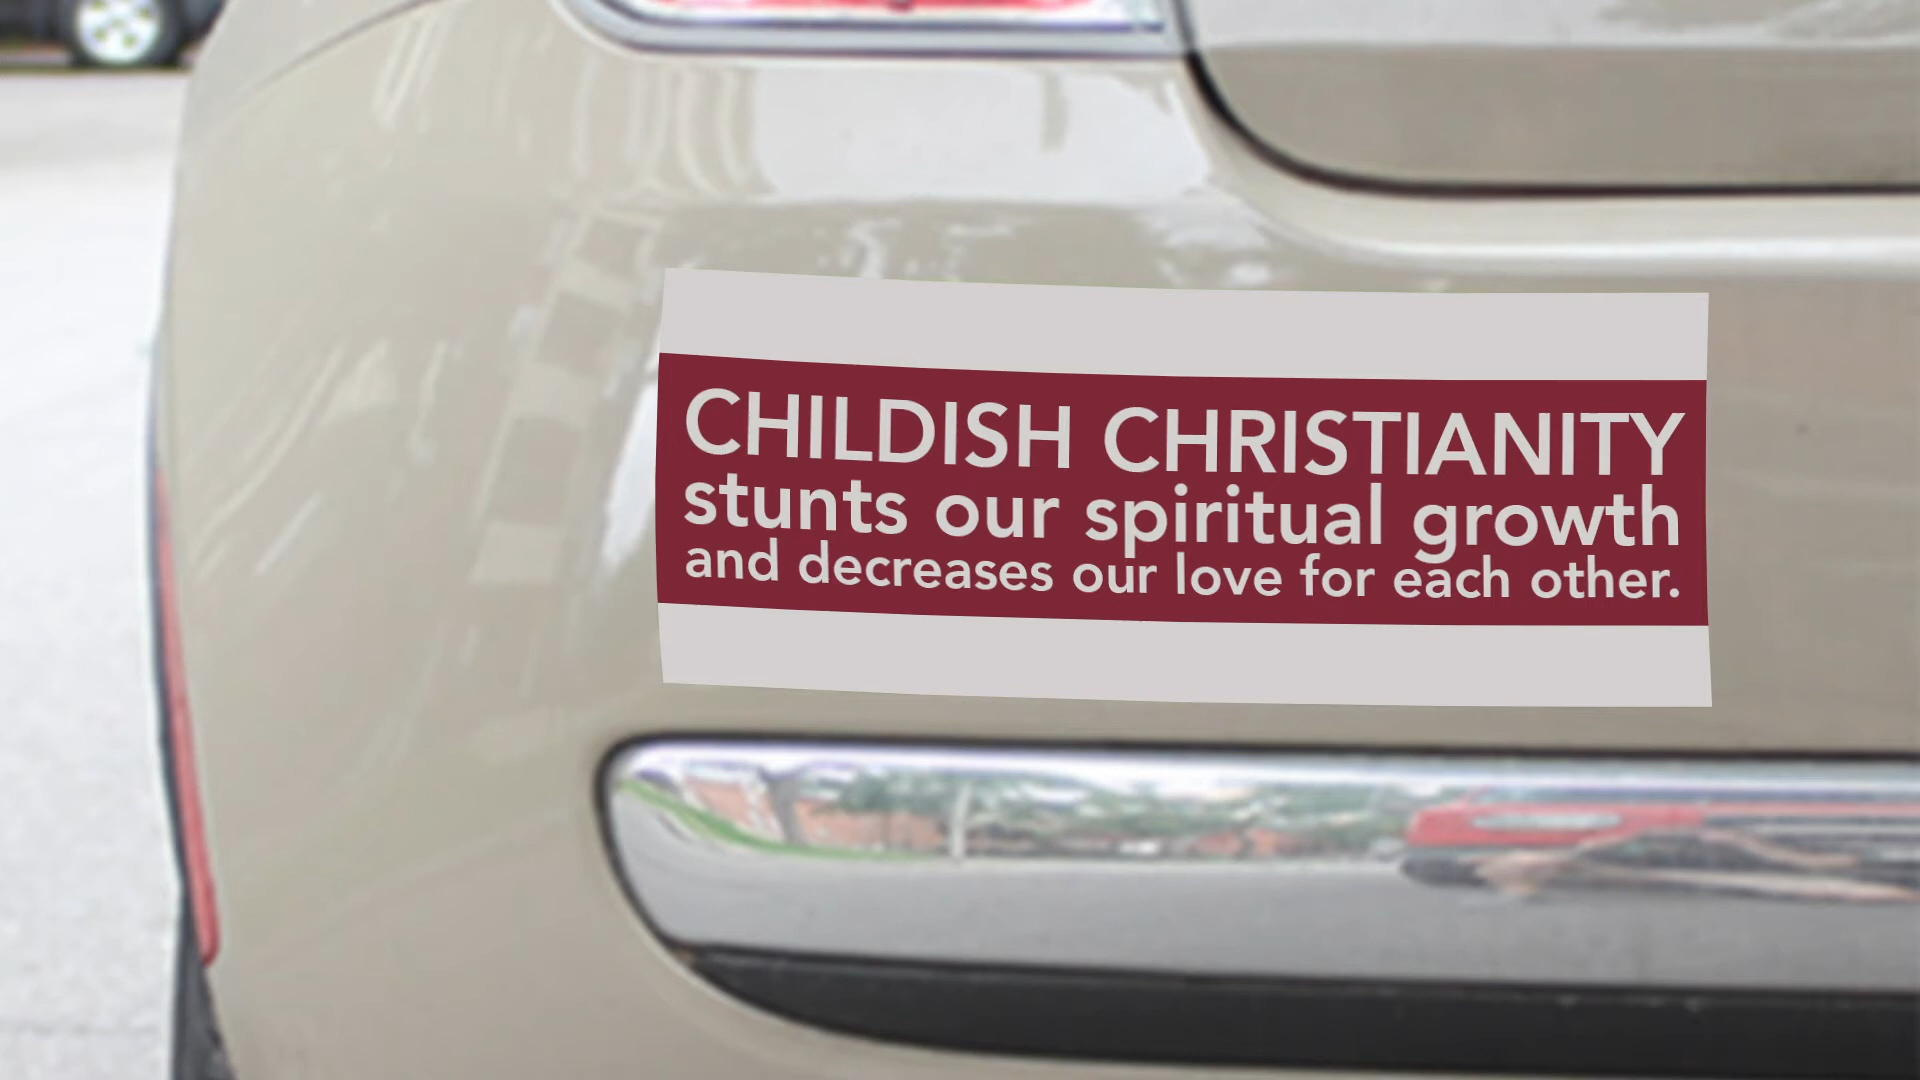 CHILDISH CHRISTIANITY
stunts our spiritual growth
and decreases our love for each other.